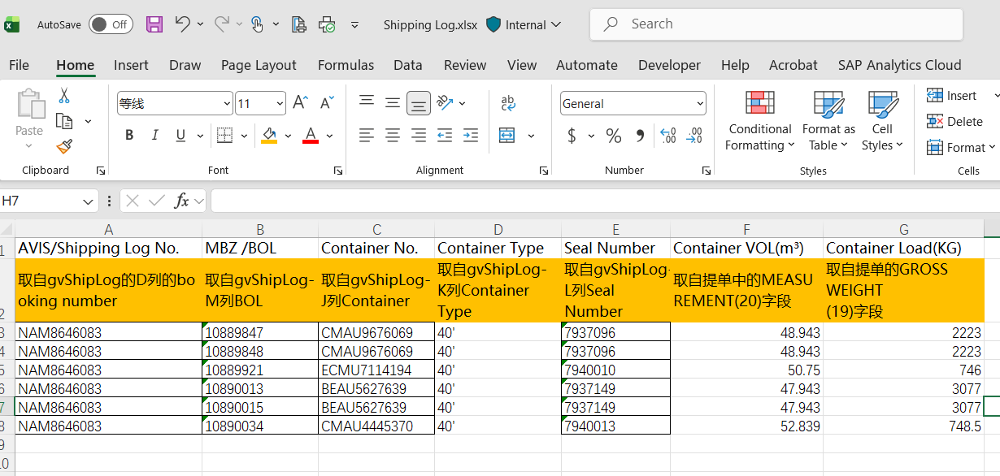 AutoSave Off Shipping Log.xlsx Internal Search
File Home Insert Draw Page Layout Formulas Data Review View Automate Developer Help Acrobat SAP Analytics Cloud
Paste
Clipboard
等线 11
B I U
Font
Alignment
General
$ % 9 .00 .00
Number
Conditional Formatting
Format as Table
Cell Styles
Styles
Insert
Delete
Format
Cells
H7 fx
A B C D E F G
1 AVIS/Shipping Log No. MBZ /BOL Container No. Container Type Seal Number Container VOL(m³) Container Load(KG)
取自gvShipLog的D列的bo
oking number
取自gvShipLog-
M列BOL
取自gvShipLog-
J列Container
取自gvShipLog-
K列Container
Type
取自gvShipLog
L列Seal
Number
取自提单中的MEASU
REMENT(20)字段
取自提单的GROSS
WEIGHT
(19)字段
2
3 NAM8646083 10889847 CMAU9676069 40' 7937096 48.943 2223
4 NAM8646083 10889848 CMAU9676069 40' 7937096 48.943 2223
5 NAM8646083 10889921 ECMU7114194 40' 7940010 50.75 746
6 NAM8646083 10890013 BEAU5627639 40' 7937149 47.943 3077
7 NAM8646083 10890015 BEAU5627639 40' 7937149 47.943 3077
8 NAM8646083 10890034 CMAU4445370 40' 7940013 52.839 748.5
9